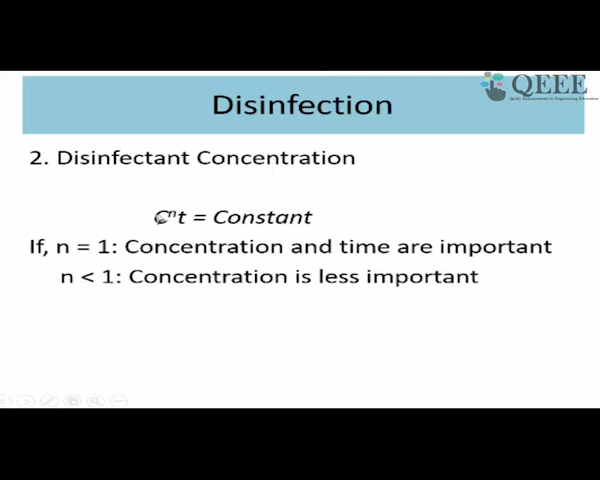 QEEE
Disinfection
2. Disinfectant Concentration
Cⁿt = Constant
If, n = 1: Concentration and time are important
n < 1: Concentration is less important